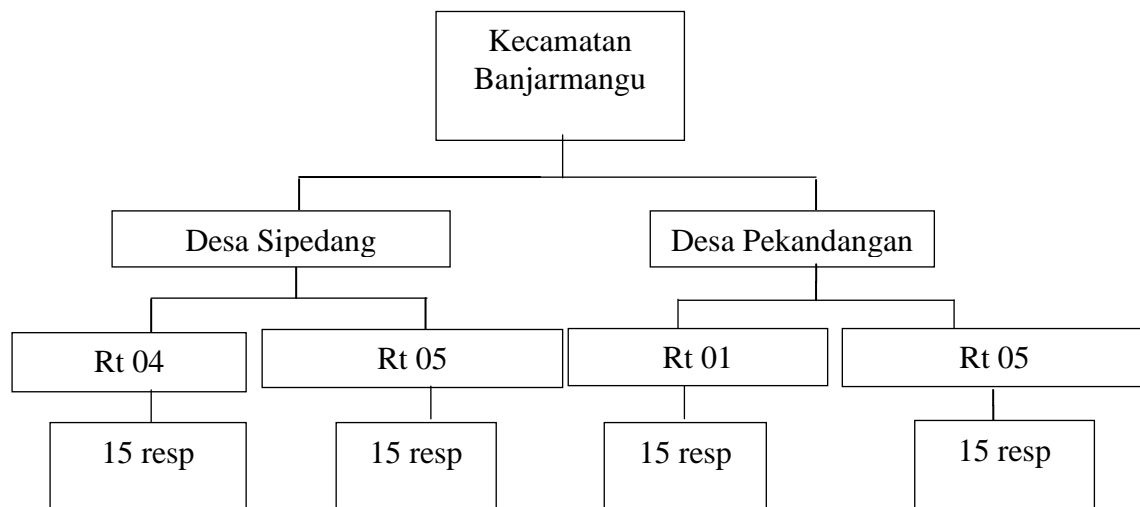 Kecamatan
Banjarmangu
Desa Sipedang
Desa Pekandangan
Rt 04
Rt 05
Rt 01
Rt 05
15 resp
15 resp
15 resp
15 resp